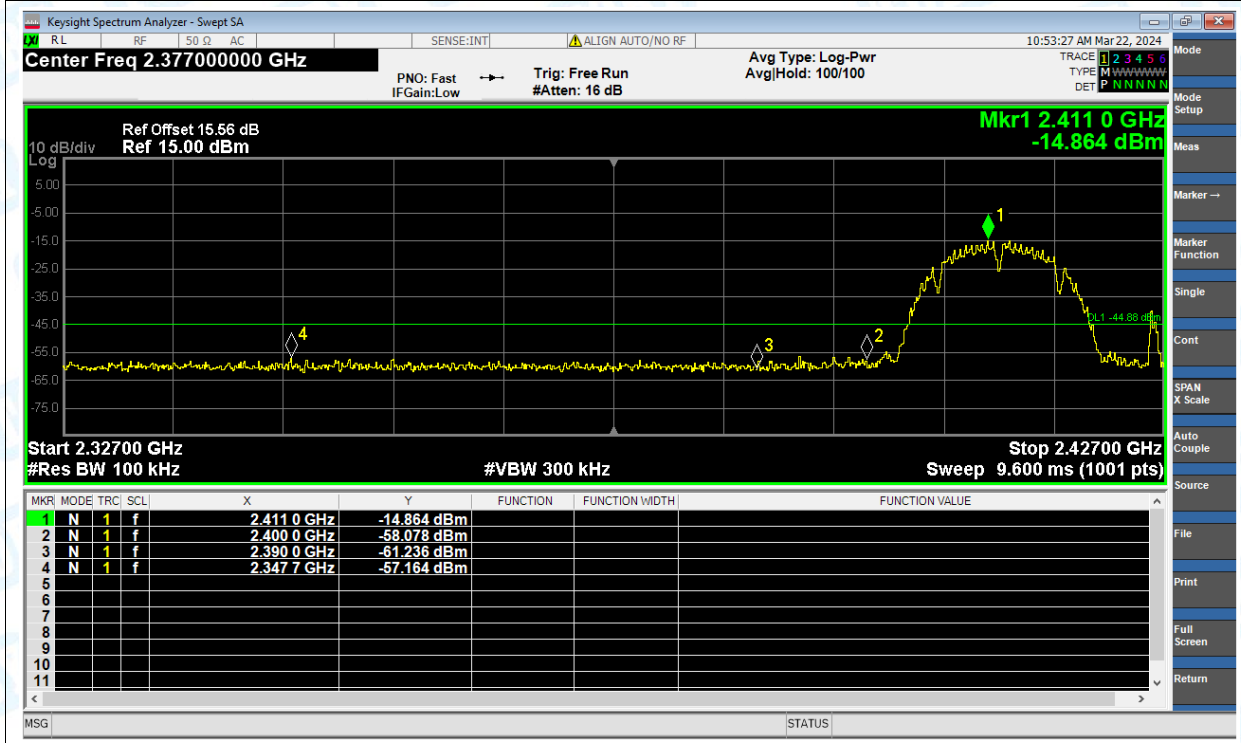 Keysight Spectrum Analyzer - Swept SA
LXI RL RF 50 Ω AC SENSE:INT ALIGN AUTO/NO RF 10:53:27 AM Mar 22, 2024
Center Freq 2.377000000 GHz
PNO: Fast
IFGain:Low
Trig: Free Run
#Atten: 16 dB
Avg Type: Log-Pwr
Avg|Hold: 100/100
TRACE 1 2 3 4 5 6
TYPE M WWWWW
DET P N N N N N
Mkr1 2.411 0 GHz
-14.864 dBm
Ref Offset 15.56 dB
10 dB/div Ref 15.00 dBm
Log
5.00
-5.00
-15.0
-25.0
-35.0
-45.0
-55.0
-65.0
-75.0
1
2
3
4
DL1 -44.86 dBm
Start 2.32700 GHz Stop 2.42700 GHz
#Res BW 100 kHz #VBW 300 kHz Sweep 9.600 ms (1001 pts)
MKR MODE TRC SCL X Y FUNCTION FUNCTION WIDTH FUNCTION VALUE
1 N 1 f 2.411 0 GHz -14.864 dBm
2 N 1 f 2.400 0 GHz -58.078 dBm
3 N 1 f 2.390 0 GHz -61.236 dBm
4 N 1 f 2.347 7 GHz -57.164 dBm
5
6
7
8
9
10
11
MSG STATUS
Mode
Mode
Setup
Meas
Marker →
Marker
Function
Single
Cont
SPAN
X Scale
Auto
Couple
Source
File
Print
Full
Screen
Return